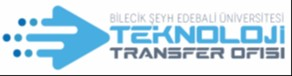 BİLECİK ŞEYH EDEBALİ ÜNİVERSİTESİ
TEKNOLOJİ
TRANSFER OFİSİ